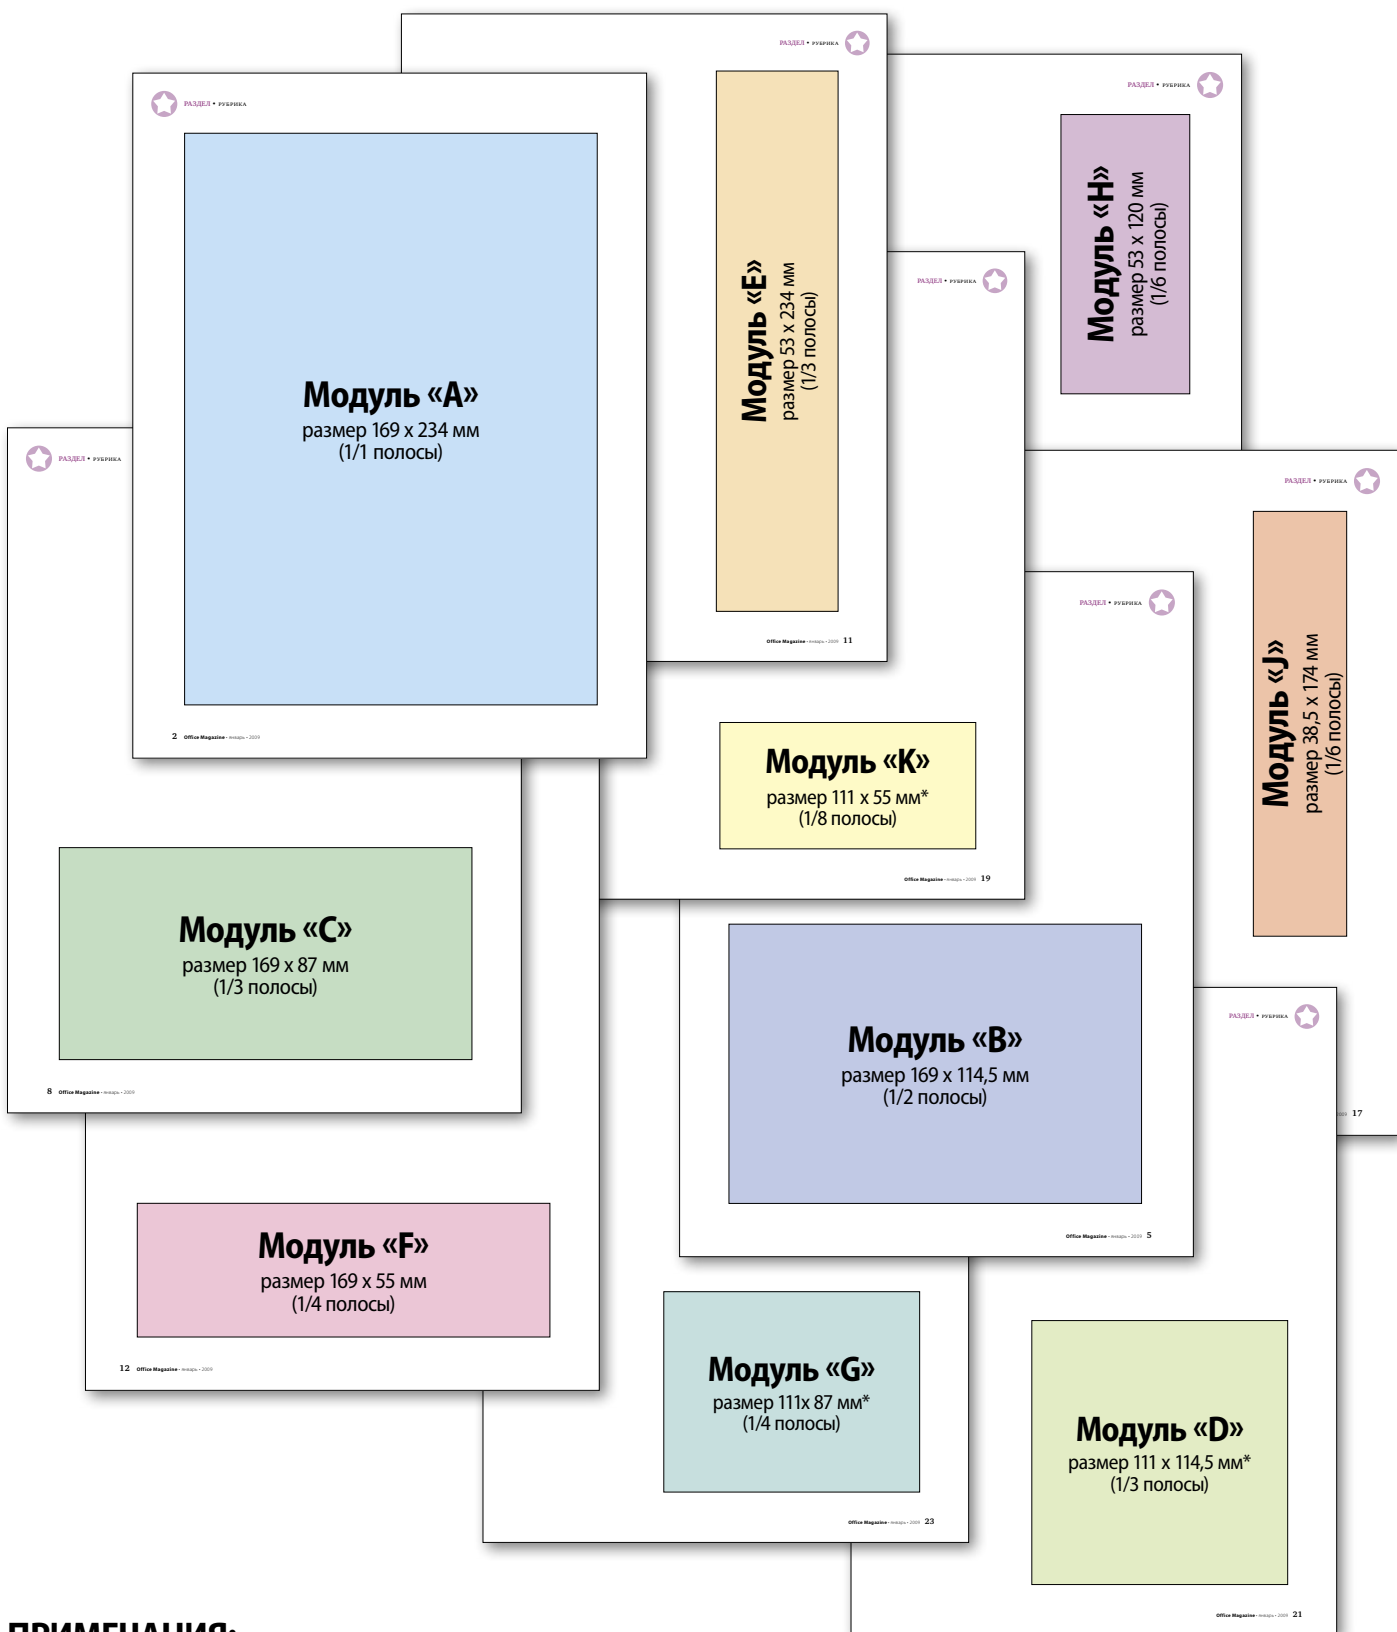 РАЗДЕЛ • РУБРИКА
РАЗДЕЛ • РУБРИКА
РАЗДЕЛ • РУБРИКА
Модуль «А»
размер 169 x 234 мм
(1/1 полосы)
2 Office Magazine • январь • 2009
Модуль «E»
размер 53 x 234 мм
(1/3 полосы)
Office Magazine • январь • 2009 11
Модуль «H»
размер 53 x 120 мм
(1/6 полосы)
РАЗДЕЛ • РУБРИКА
Модуль «K»
размер 111 x 55 мм*
(1/8 полосы)
Office Magazine • январь • 2009 19
РАЗДЕЛ • РУБРИКА
Модуль «C»
размер 169 x 87 мм
(1/3 полосы)
8 Office Magazine • январь • 2009
РАЗДЕЛ • РУБРИКА
Модуль «J»
размер 38,5 x 174 мм
(1/6 полосы)
2009 17
РАЗДЕЛ • РУБРИКА
Модуль «B»
размер 169 x 114,5 мм
(1/2 полосы)
Office Magazine • январь • 2009 5
Модуль «F»
размер 169 x 55 мм
(1/4 полосы)
12 Office Magazine • январь • 2009
Модуль «G»
размер 111x 87 мм*
(1/4 полосы)
Office Magazine • январь • 2009 23
РАЗДЕЛ • РУБРИКА
Модуль «D»
размер 111 x 114,5 мм*
(1/3 полосы)
Office Magazine • январь • 2009 21
ПРИМЕЧАНИЯ: